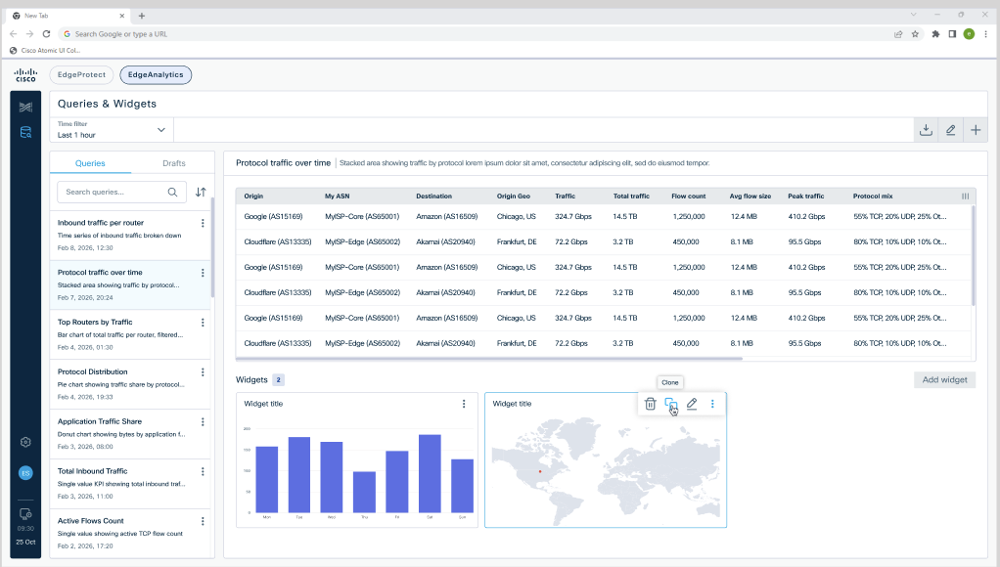 New Tab
Search Google or type a URL
Cisco Atomic UI Col...
CISCO
EdgeProtect
EdgeAnalytics
Queries & Widgets
Time filter
Last 1 hour
Queries
Drafts
Search queries...
Inbound traffic per router
Time series of inbound traffic broken down
Feb 8, 2026, 12:30
Protocol traffic over time
Stacked area showing traffic by protocol...
Feb 7, 2026, 20:24
Top Routers by Traffic
Bar chart of total traffic per router, filtered...
Feb 4, 2026, 01:30
Protocol Distribution
Pie chart showing traffic share by protocol...
Feb 4, 2026, 19:33
Application Traffic Share
Donut chart showing bytes by application f...
Feb 3, 2026, 08:00
Total Inbound Traffic
Single value KPI showing total inbound traf...
Feb 3, 2026, 11:00
Active Flows Count
Single value showing active TCP flow count
Feb 2, 2026, 17:20
ES
09:30
25 Oct
Protocol traffic over time
Stacked area showing traffic by protocol lorem ipsum dolor sit amet, consectetur adipiscing elit, sed do eiusmod tempor.
Origin My ASN Destination Origin Geo Traffic Total traffic Flow count Avg flow size Peak traffic Protocol mix
Google (AS15169) MyISP-Core (AS65001) Amazon (AS16509) Chicago, US 324.7 Gbps 14.5 TB 1,250,000 12.4 MB 410.2 Gbps 55% TCP, 20% UDP, 25% Ot...
Cloudflare (AS13335) MyISP-Edge (AS65002) Akamai (AS20940) Frankfurt, DE 72.2 Gbps 3.2 TB 450,000 8.1 MB 95.5 Gbps 80% TCP, 10% UDP, 10% Ot...
Google (AS15169) MyISP-Core (AS65001) Amazon (AS16509) Chicago, US 324.7 Gbps 14.5 TB 1,250,000 12.4 MB 410.2 Gbps 55% TCP, 20% UDP, 25% Ot...
Cloudflare (AS13335) MyISP-Edge (AS65002) Akamai (AS20940) Frankfurt, DE 72.2 Gbps 3.2 TB 450,000 8.1 MB 95.5 Gbps 80% TCP, 10% UDP, 10% Ot...
Google (AS15169) MyISP-Core (AS65001) Amazon (AS16509) Chicago, US 324.7 Gbps 14.5 TB 1,250,000 12.4 MB 410.2 Gbps 55% TCP, 20% UDP, 25% Ot...
Cloudflare (AS13335) MyISP-Edge (AS65002) Akamai (AS20940) Frankfurt, DE 72.2 Gbps 3.2 TB 450,000 8.1 MB 95.5 Gbps 80% TCP, 10% UDP, 10% Ot...
Widgets 2
Clone
Add widget
Widget title
200
150
100
50
0
Mon Tue Wed Thu Fri Sat Sun
Widget title